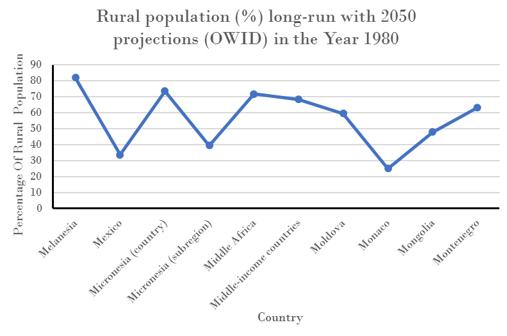 Rural population (%) long-run with 2050
projections (OWID) in the Year 1980
Percentage Of Rural Population
90
80
70
60
50
40
30
20
10
0
Melanesia
Mexico
Micronesia (country)
Micronesia (subregion)
Middle Africa
Middle-income countries
Moldova
Monaco
Mongolia
Montenegro
Country